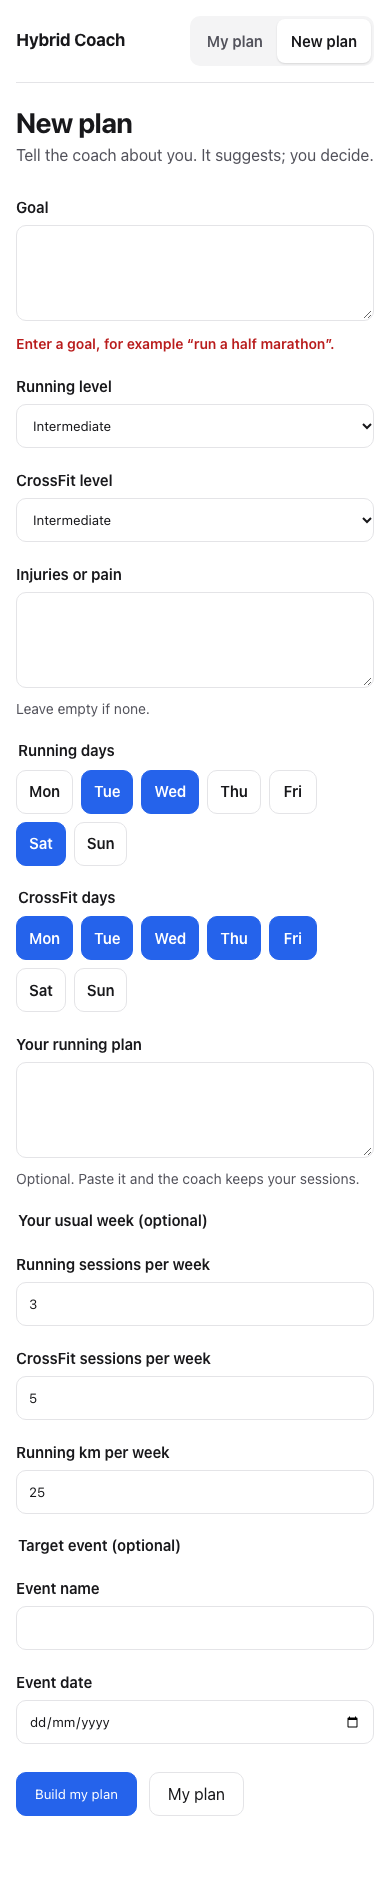 Hybrid Coach
My plan
New plan
New plan
Tell the coach about you. It suggests; you decide.
Goal
Enter a goal, for example “run a half marathon”.
Running level
Intermediate
CrossFit level
Intermediate
Injuries or pain
Leave empty if none.
Running days
Mon Tue Wed Thu Fri
Sat Sun
CrossFit days
Mon Tue Wed Thu Fri
Sat Sun
Your running plan
Optional. Paste it and the coach keeps your sessions.
Your usual week (optional)
Running sessions per week
3
CrossFit sessions per week
5
Running km per week
25
Target event (optional)
Event name
Event date
dd/mm/yyyy
Build my plan
My plan